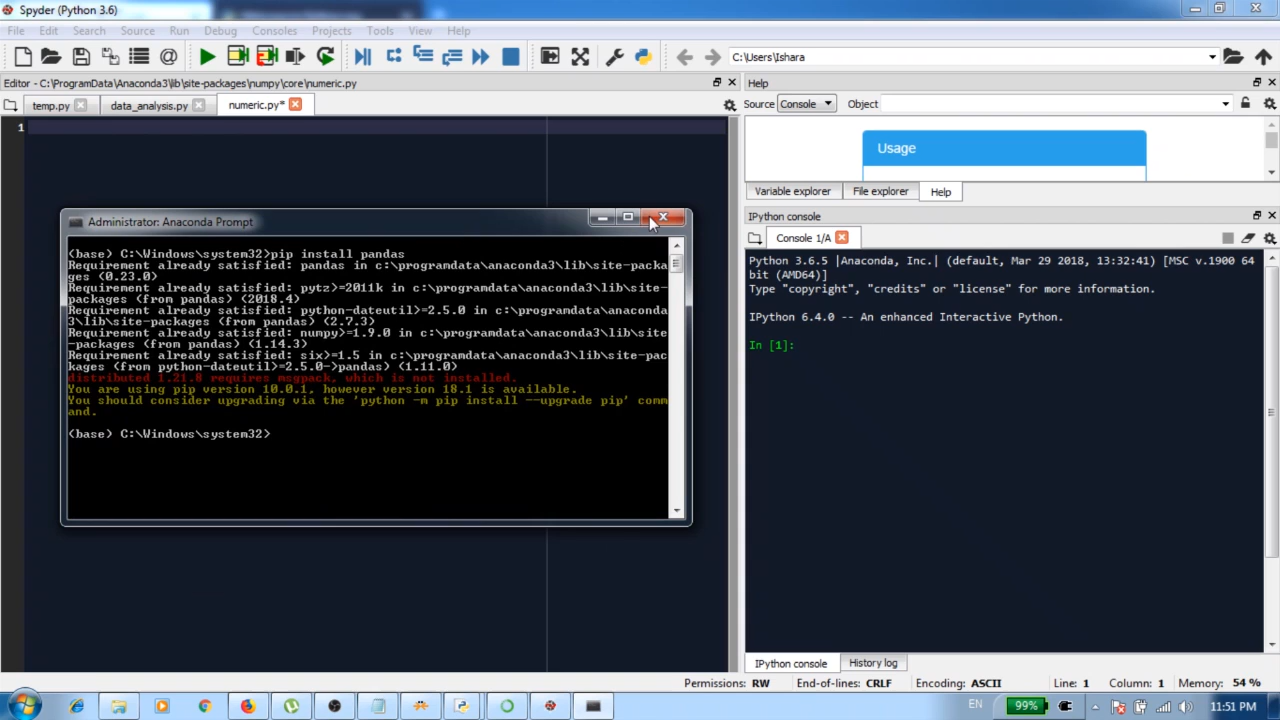 Spyder (Python 3.6)
File Edit Search Source Run Debug Consoles Projects Tools View Help
C:\Users\Ishara
Editor - C:\ProgramData\Anaconda3\lib\site-packages\numpy\core\numeric.py
temp.py data_analysis.py numeric.py*
1
Administrator: Anaconda Prompt
(base) C:\Windows\system32>pip install pandas
Requirement already satisfied: pandas in c:\programdata\anaconda3\lib\site-packa
ges (0.23.0)
Requirement already satisfied: pytz>=2011k in c:\programdata\anaconda3\lib\site-
packages (from pandas) (2018.4)
Requirement already satisfied: python-dateutil>=2.5.0 in c:\programdata\anaconda
3\lib\site-packages (from pandas) (2.7.3)
Requirement already satisfied: numpy>=1.9.0 in c:\programdata\anaconda3\lib\site
-packages (from pandas) (1.14.3)
Requirement already satisfied: six>=1.5 in c:\programdata\anaconda3\lib\site-pac
kages (from python-dateutil>=2.5.0->pandas) (1.11.0)
distributed 1.21.8 requires msgpack, which is not installed.
You are using pip version 10.0.1, however version 18.1 is available.
You should consider upgrading via the 'python -m pip install --upgrade pip' comm
and.
(base) C:\Windows\system32>
Help
Source Console Object
Usage
Variable explorer File explorer Help
IPython console
Console 1/A
Python 3.6.5 |Anaconda, Inc.| (default, Mar 29 2018, 13:32:41) [MSC v.1900 64
bit (AMD64)]
Type "copyright", "credits" or "license" for more information.
IPython 6.4.0 -- An enhanced Interactive Python.
In [1]:
IPython console History log
Permissions: RW End-of-lines: CRLF Encoding: ASCII Line: 1 Column: 1 Memory: 54 %
EN 99% 11:51 PM